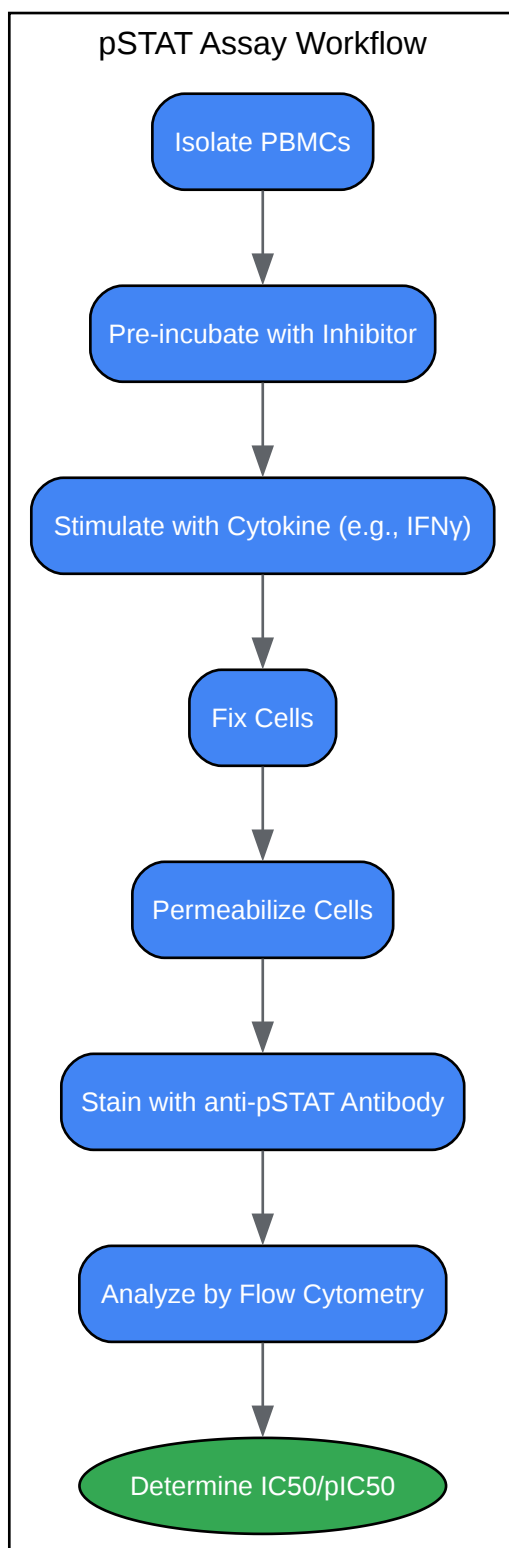 pSTAT Assay Workflow
Isolate PBMCs
Pre-incubate with Inhibitor
Stimulate with Cytokine (e.g., IFNγ)
Fix Cells
Permeabilize Cells
Stain with anti-pSTAT Antibody
Analyze by Flow Cytometry
Determine IC50/pIC50